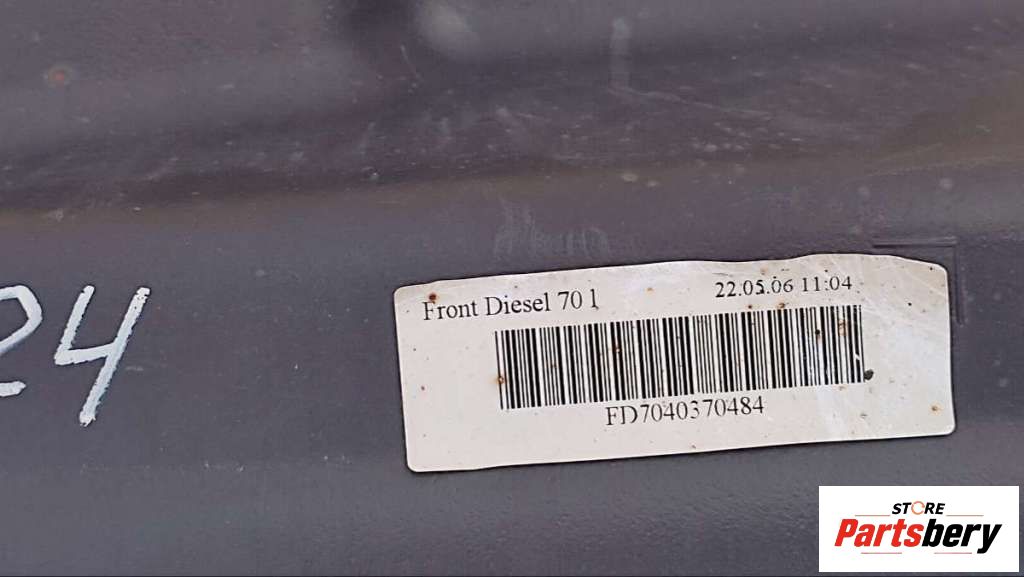 24
Front Diesel 70 l
22.05.06 11:04
FD7040370484
STORE
Partsbery